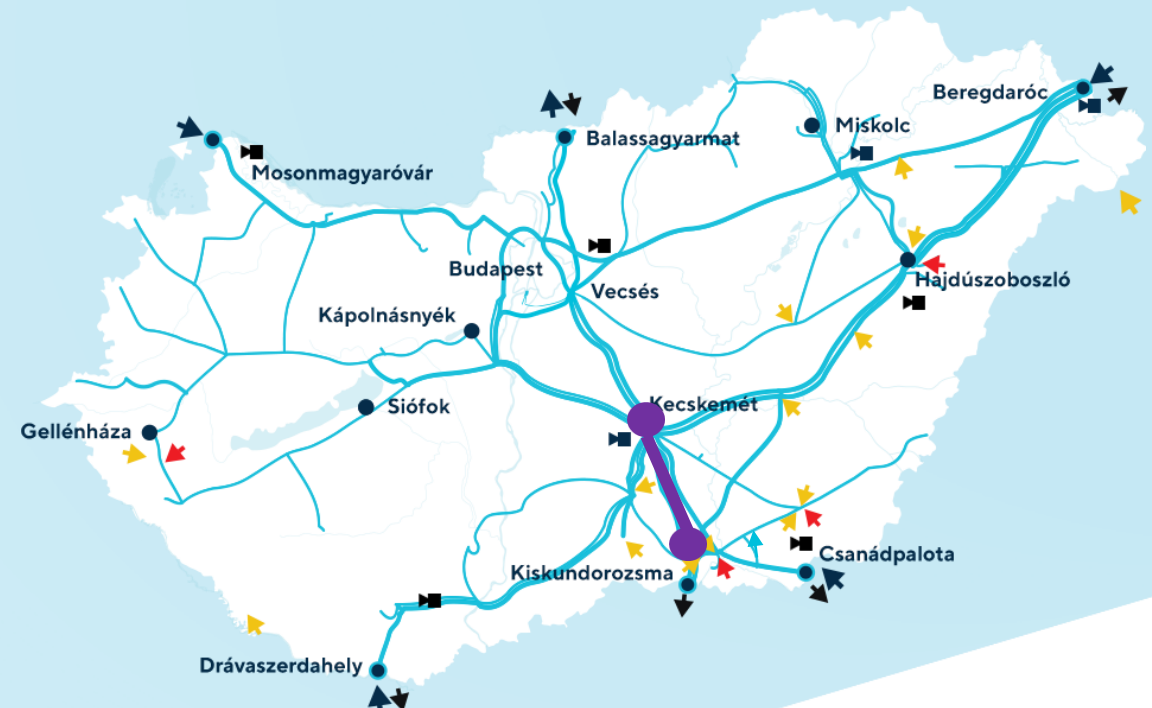 Beregdaróc
Miskolc
Balassagyarmat
Mosonmagyaróvár
Budapest
Hajdúszoboszló
Vecsés
Kápolnásnyék
Kecskemét
Siófok
Gellénháza
Csanádpalota
Kiskundorozsma
Drávaszerdahely